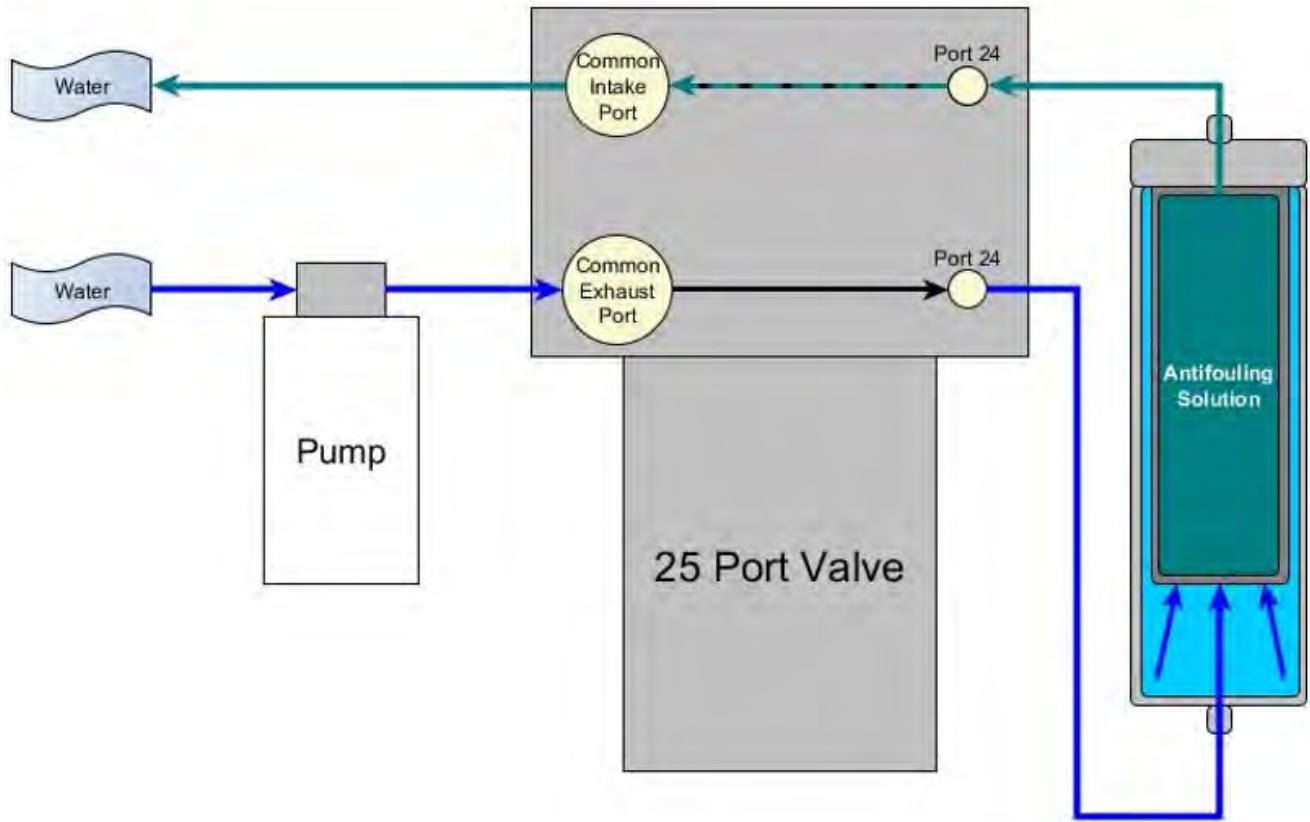 Water
Common
Intake
Port
Port 24
Water
Common
Exhaust
Port
Port 24
Pump
25 Port Valve
Antifouling
Solution